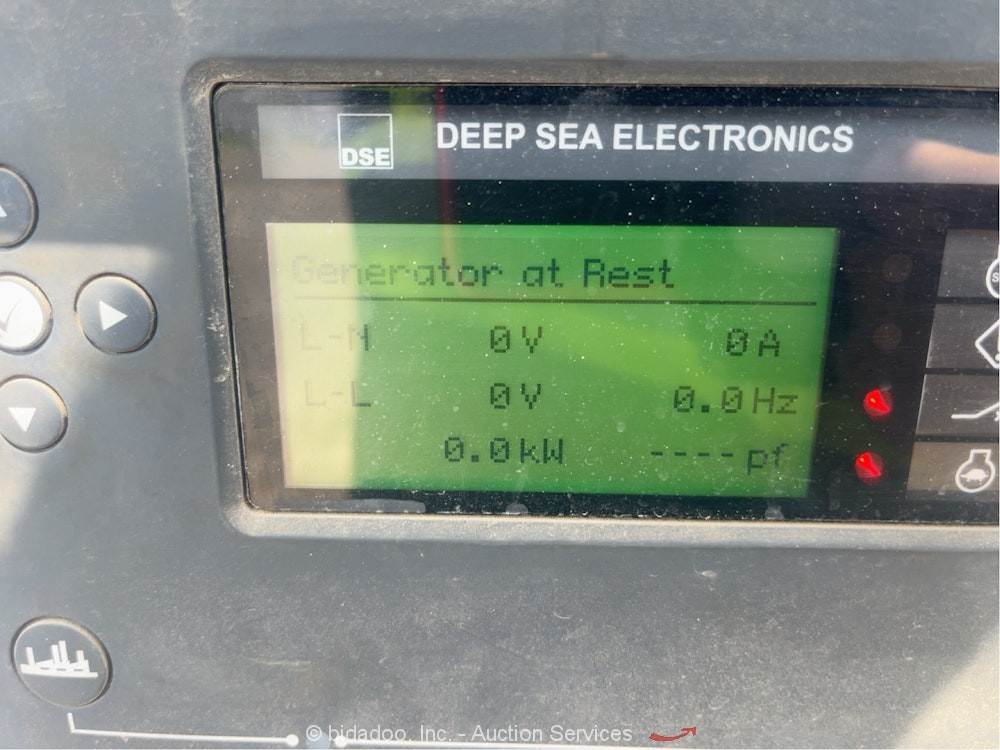 DSE
DEEP SEA ELECTRONICS
Generator at Rest
L-N 0V 0A
L-L 0V 0.0Hz
0.0kW ----pf
© bidadoo, Inc. - Auction Services